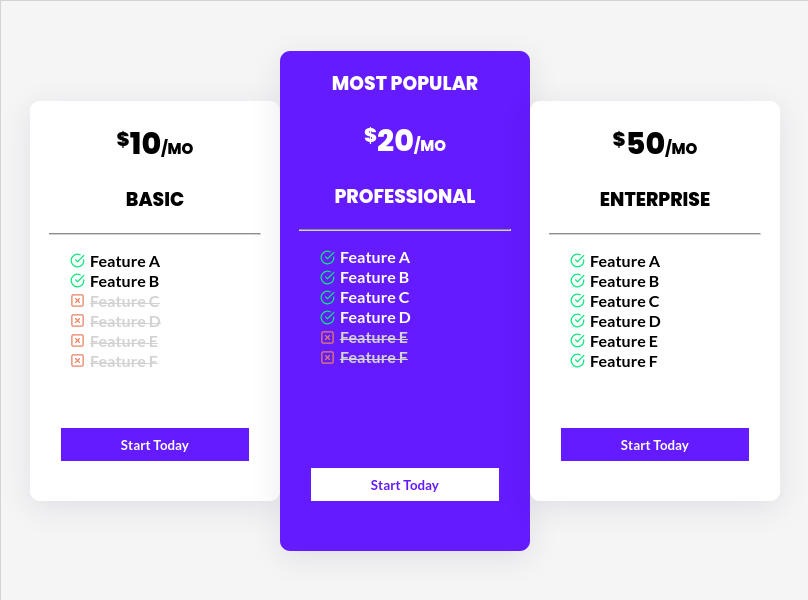 $10/MO
BASIC
Feature A
Feature B
Feature C
Feature D
Feature E
Feature F
Start Today
MOST POPULAR
$20/MO
PROFESSIONAL
Feature A
Feature B
Feature C
Feature D
Feature E
Feature F
Start Today
$50/MO
ENTERPRISE
Feature A
Feature B
Feature C
Feature D
Feature E
Feature F
Start Today